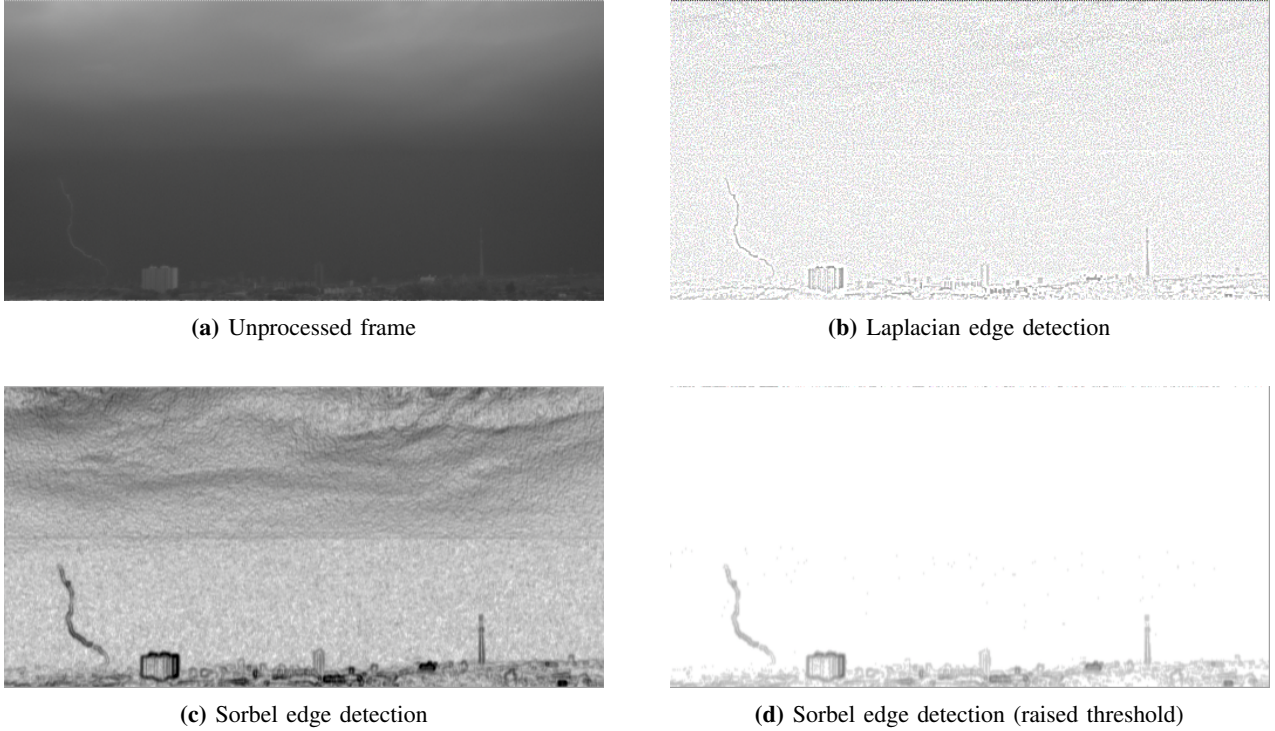 (a) Unprocessed frame
(b) Laplacian edge detection
(c) Sorbel edge detection
(d) Sorbel edge detection (raised threshold)